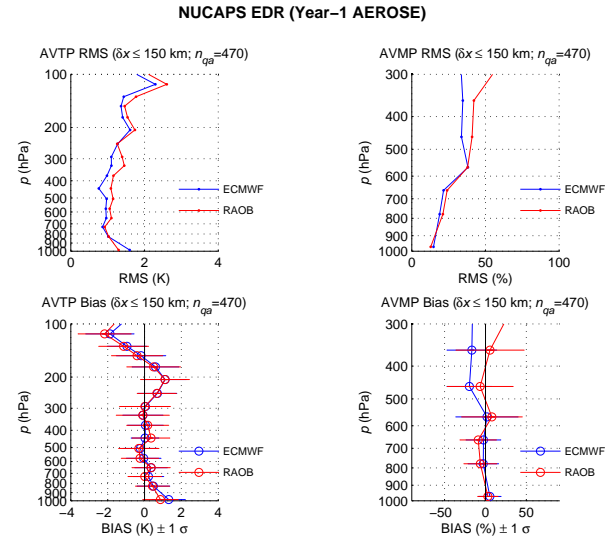 NUCAPS EDR (Year−1 AEROSE)
AVTP RMS (δx ≤ 150 km; n_qa=470)
100
200
300
400
500
600
700
800
900
1000
p (hPa)
0 2 4
RMS (K)
ECMWF
RAOB
AVMP RMS (δx ≤ 150 km; n_qa=470)
300
400
500
600
700
800
900
1000
p (hPa)
0 50 100
RMS (%)
ECMWF
RAOB
AVTP Bias (δx ≤ 150 km; n_qa=470)
100
200
300
400
500
600
700
800
900
1000
p (hPa)
−4 −2 0 2 4
BIAS (K) ± 1 σ
ECMWF
RAOB
AVMP Bias (δx ≤ 150 km; n_qa=470)
300
400
500
600
700
800
900
1000
p (hPa)
−50 0 50
BIAS (%) ± 1 σ
ECMWF
RAOB